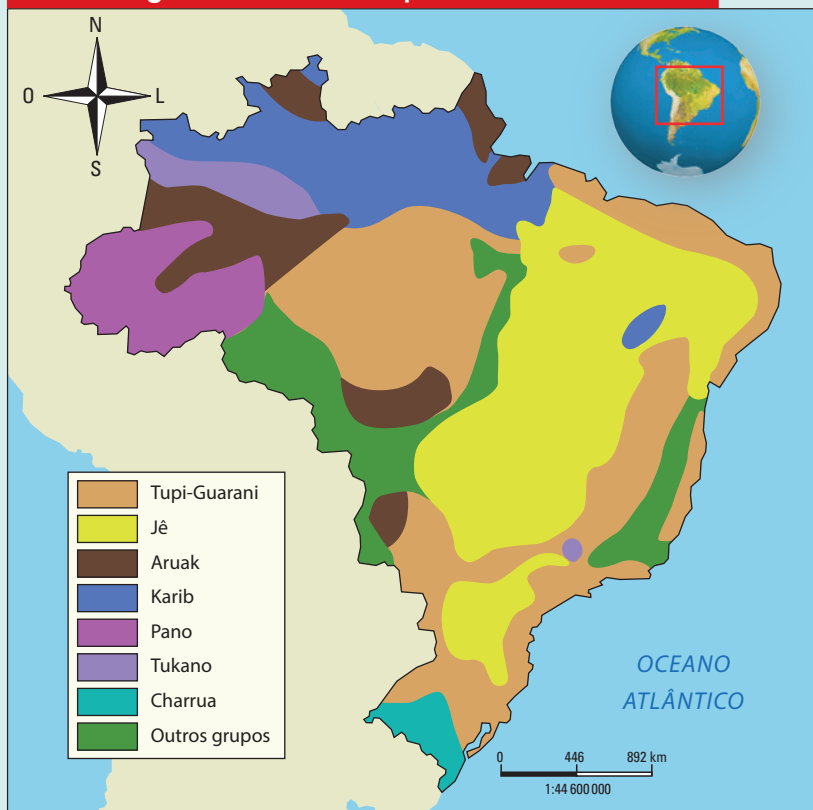 N
O
L
S
Tupi-Guarani
Jê
Aruak
Karib
Pano
Tukano
Charrua
Outros grupos
OCEANO
ATLÂNTICO
0 446 892 km
1:44 600 000